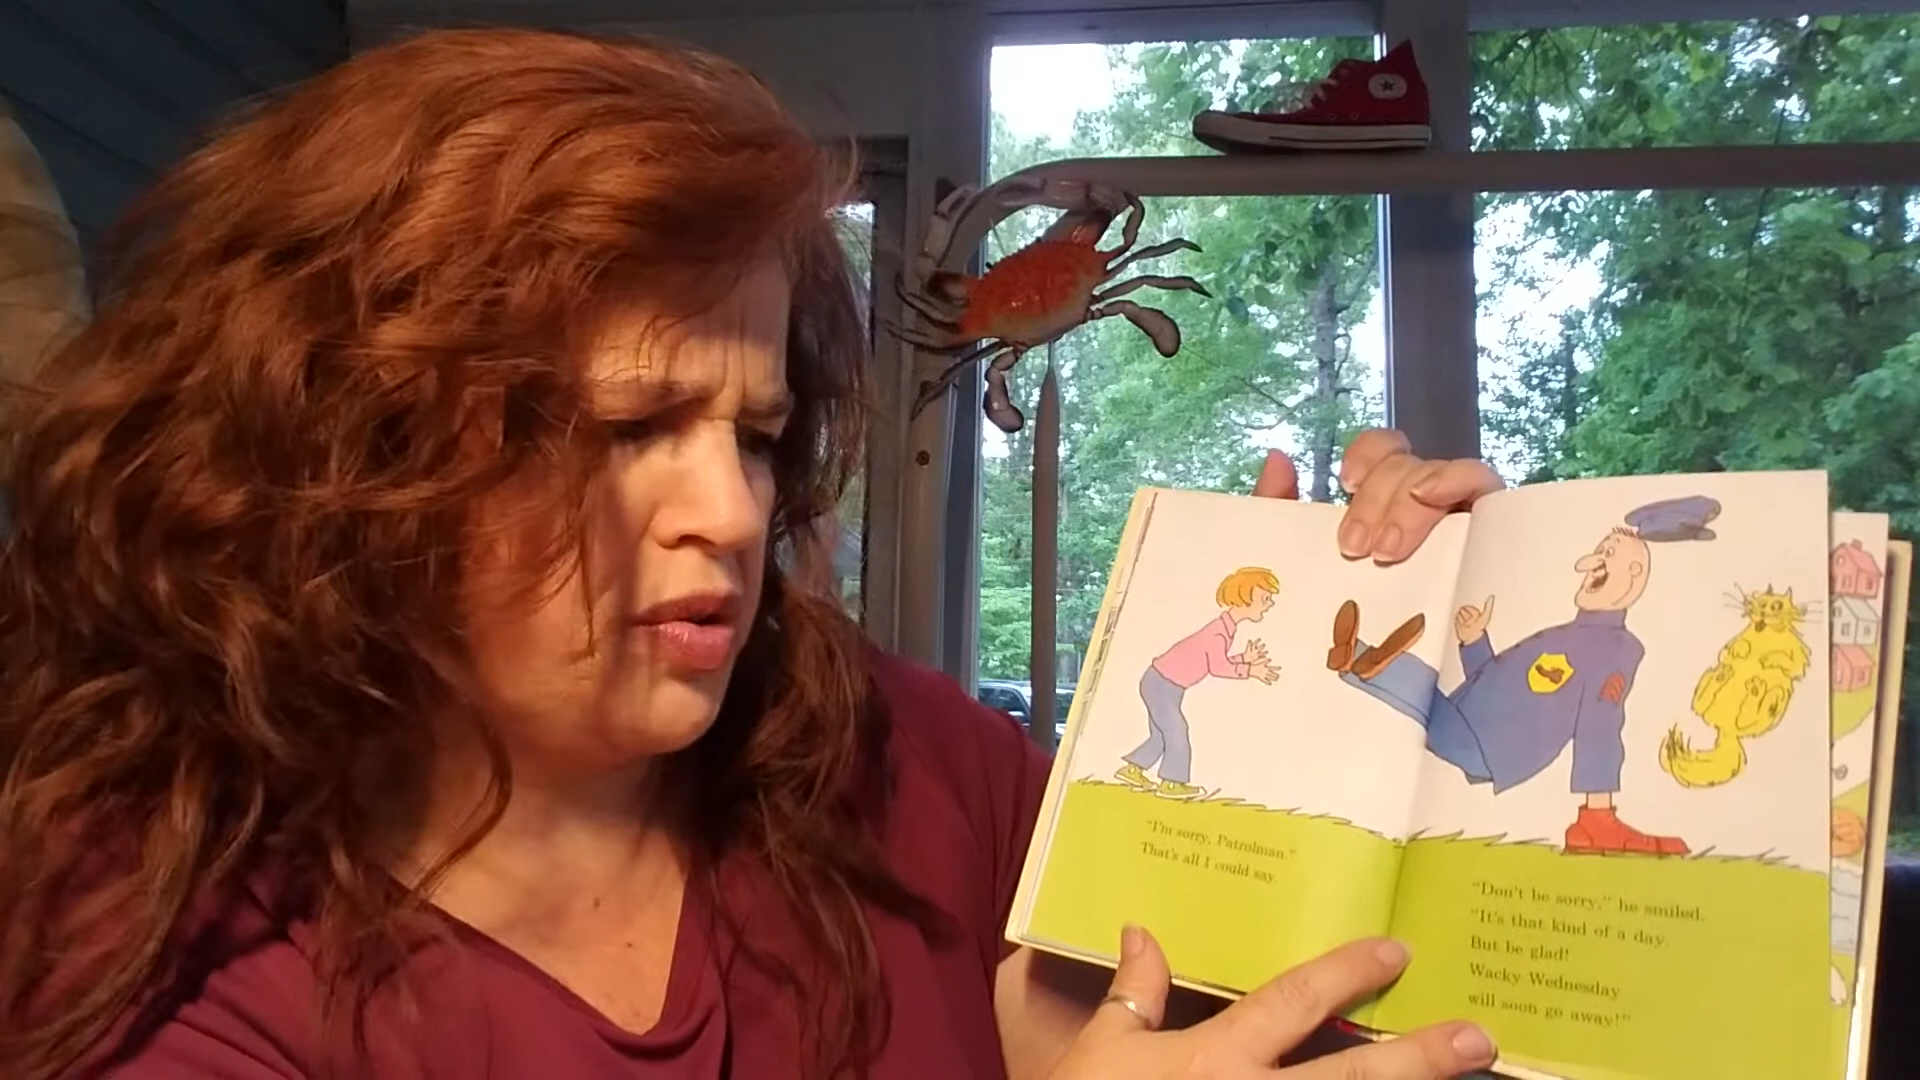 "I'm sorry, Patrolman."
That's all I could say.
"Don't be sorry," he smiled.
"It's that kind of a day.
But be glad!
Wacky Wednesday
will soon go away!"